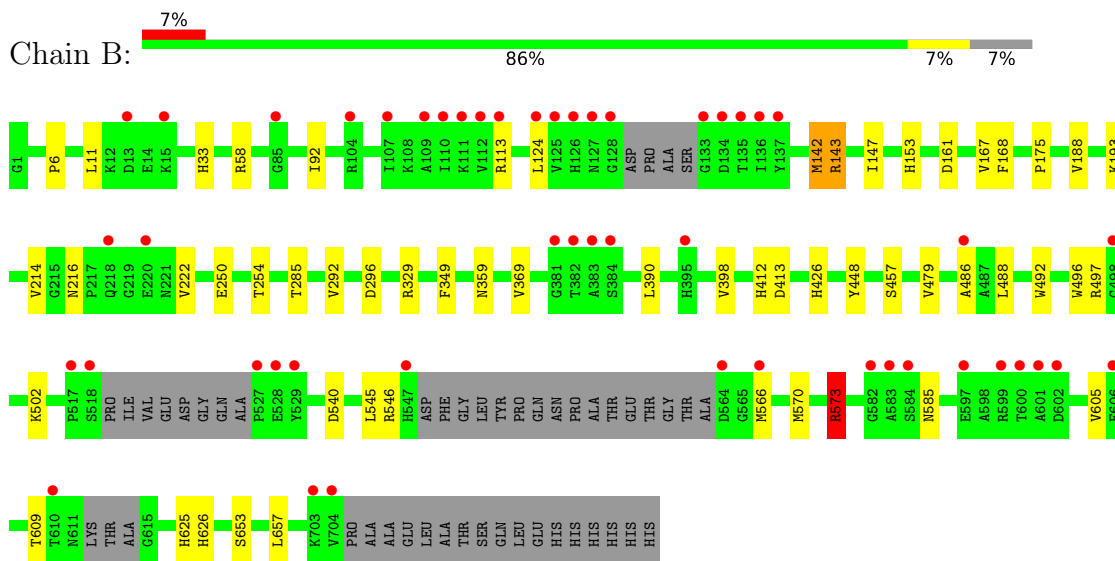 7%
Chain B:
86% 7% 7%
G1 P6 L11 K12 D13 E14 K15 H33 R58 G85 I92 R104 I107 K108 A109 I110 K111 V112 R113 L124 V125 H126 N127 G128 ASP PRO ALA SER G133 D134 T135 I136 Y137 M142 R143 I147 H153 D161 V167 F168 P175 V188 K193
V214 G215 N216 P217 Q218 G219 E220 N221 V222 E250 T254 T285 V292 D296 R329 F349 N359 V369 G381 T382 A383 S384 L390 H395 V398 H412 D413 H426 Y448 S457 V479 A486 A487 L488 W492 W496 R497 G498
K502 P517 S518 PRO ILE VAL GLU ASP GLY GLN ALA P527 E528 Y529 D540 L545 R546 H547 ASP PHE GLY LEU TYR PRO GLN ASN PRO ALA THR GLU THR GLY THR ALA D564 G565 M566 M570 R573 G582 A583 S584 N585 E597 A598 R599 T600 A601 D602 V605 E606
T609 T610 N611 LYS THR ALA G615 H625 H626 S653 L657 K703 V704 PRO ALA ALA GLU LEU ALA THR SER GLN LEU GLU HIS HIS HIS HIS HIS HIS